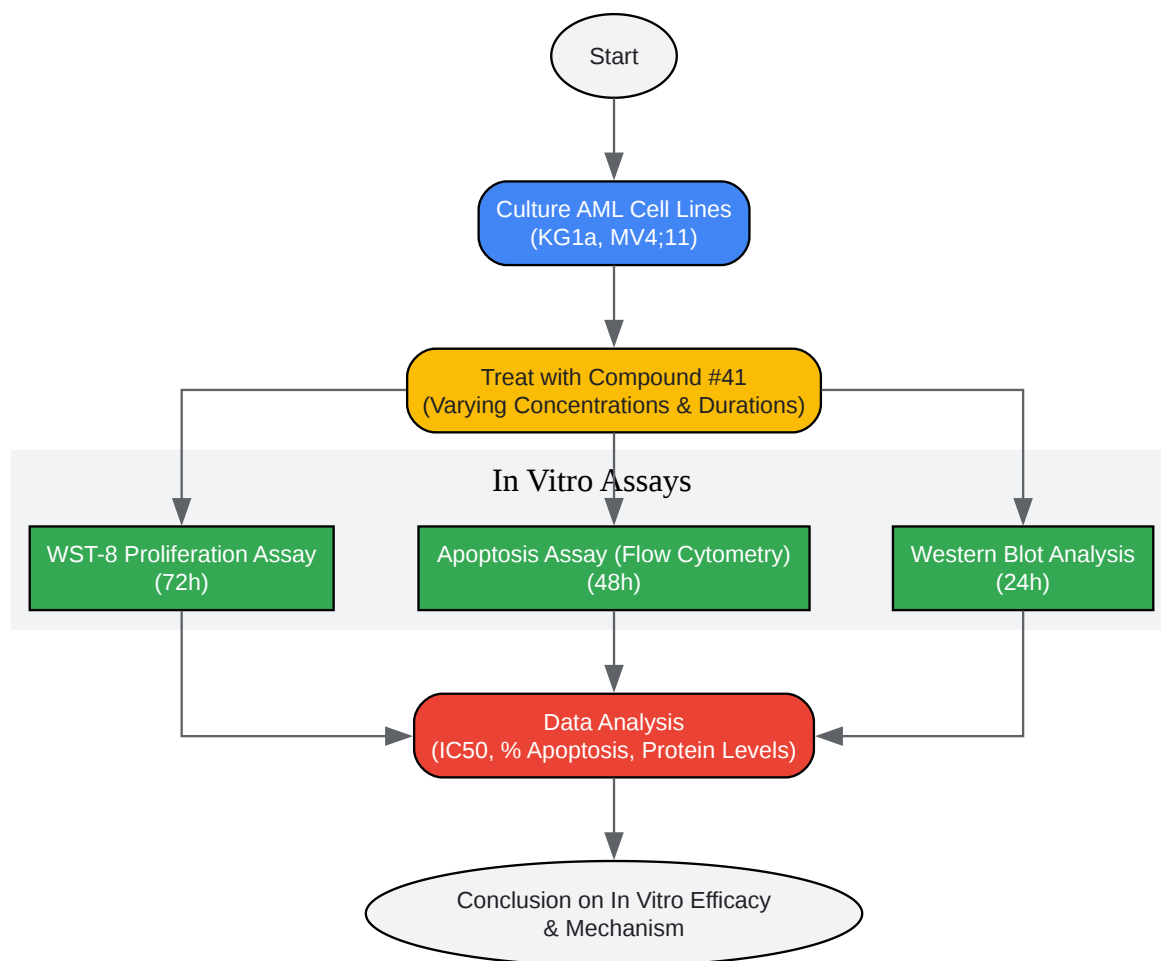 Start
Culture AML Cell Lines
(KG1a, MV4;11)
Treat with Compound #41
(Varying Concentrations & Durations)
In Vitro Assays
WST-8 Proliferation Assay
(72h)
Apoptosis Assay (Flow Cytometry)
(48h)
Western Blot Analysis
(24h)
Data Analysis
(IC50, % Apoptosis, Protein Levels)
Conclusion on In Vitro Efficacy
& Mechanism